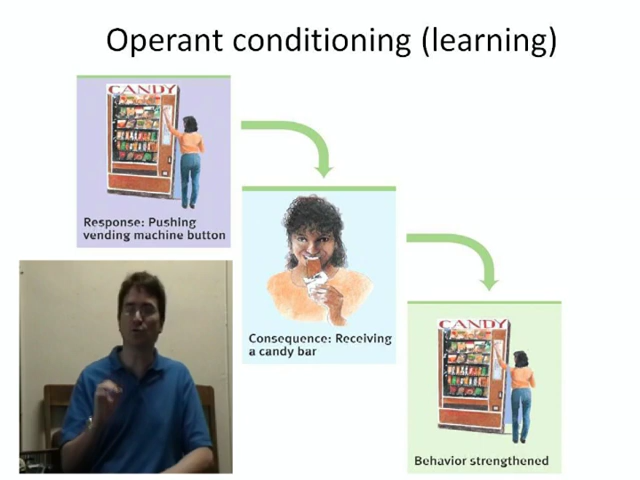 Operant conditioning (learning)
CANDY
Response: Pushing
vending machine button
Consequence: Receiving
a candy bar
CANDY
Behavior strengthened